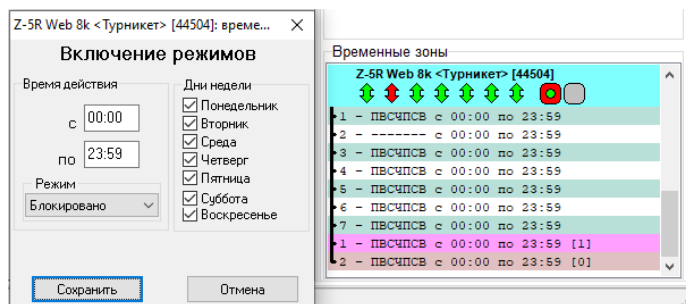 Z-5R Web 8k <Турникет> [44504]: време...
Включение режимов
Время действия
с 00:00
по 23:59
Режим
Блокировано
Дни недели
Понедельник
Вторник
Среда
Четверг
Пятница
Суббота
Воскресенье
Сохранить
Отмена
Временные зоны
Z-5R Web 8k <Турникет> [44504]
1 - ПВСЧПСВ с 00:00 по 23:59
2 - ------- с 00:00 по 23:59
3 - ПВСЧПСВ с 00:00 по 23:59
4 - ПВСЧПСВ с 00:00 по 23:59
5 - ПВСЧПСВ с 00:00 по 23:59
6 - ПВСЧПСВ с 00:00 по 23:59
7 - ПВСЧПСВ с 00:00 по 23:59
1 - ПВСЧПСВ с 00:00 по 23:59 [1]
2 - ПВСЧПСВ с 00:00 по 23:59 [0]